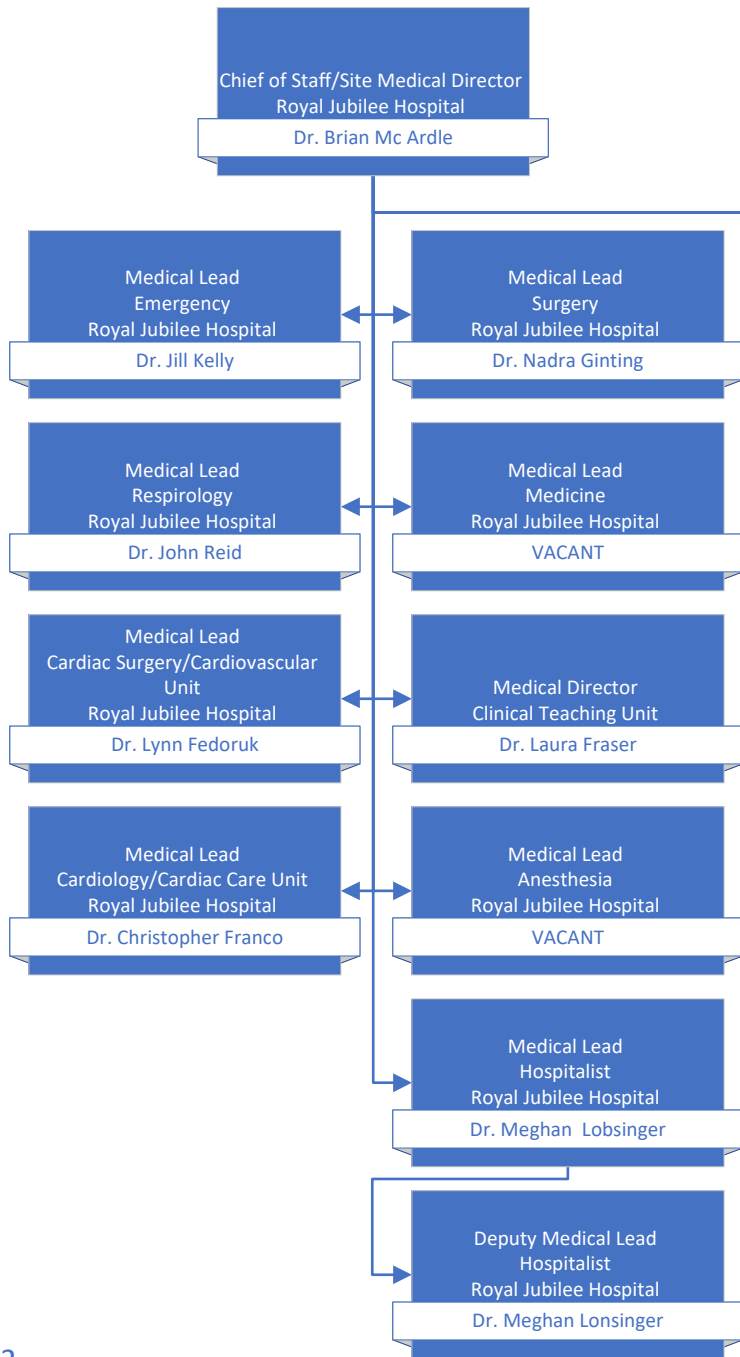 Chief of Staff/Site Medical Director
Royal Jubilee Hospital
Dr. Brian Mc Ardle
Medical Lead
Emergency
Royal Jubilee Hospital
Dr. Jill Kelly
Medical Lead
Surgery
Royal Jubilee Hospital
Dr. Nadra Ginting
Medical Lead
Respirology
Royal Jubilee Hospital
Dr. John Reid
Medical Lead
Medicine
Royal Jubilee Hospital
VACANT
Medical Lead
Cardiac Surgery/Cardiovascular
Unit
Royal Jubilee Hospital
Dr. Lynn Fedoruk
Medical Director
Clinical Teaching Unit
Dr. Laura Fraser
Medical Lead
Cardiology/Cardiac Care Unit
Royal Jubilee Hospital
Dr. Christopher Franco
Medical Lead
Anesthesia
Royal Jubilee Hospital
VACANT
Medical Lead
Hospitalist
Royal Jubilee Hospital
Dr. Meghan  Lobsinger
Deputy Medical Lead
Hospitalist
Royal Jubilee Hospital
Dr. Meghan Lonsinger